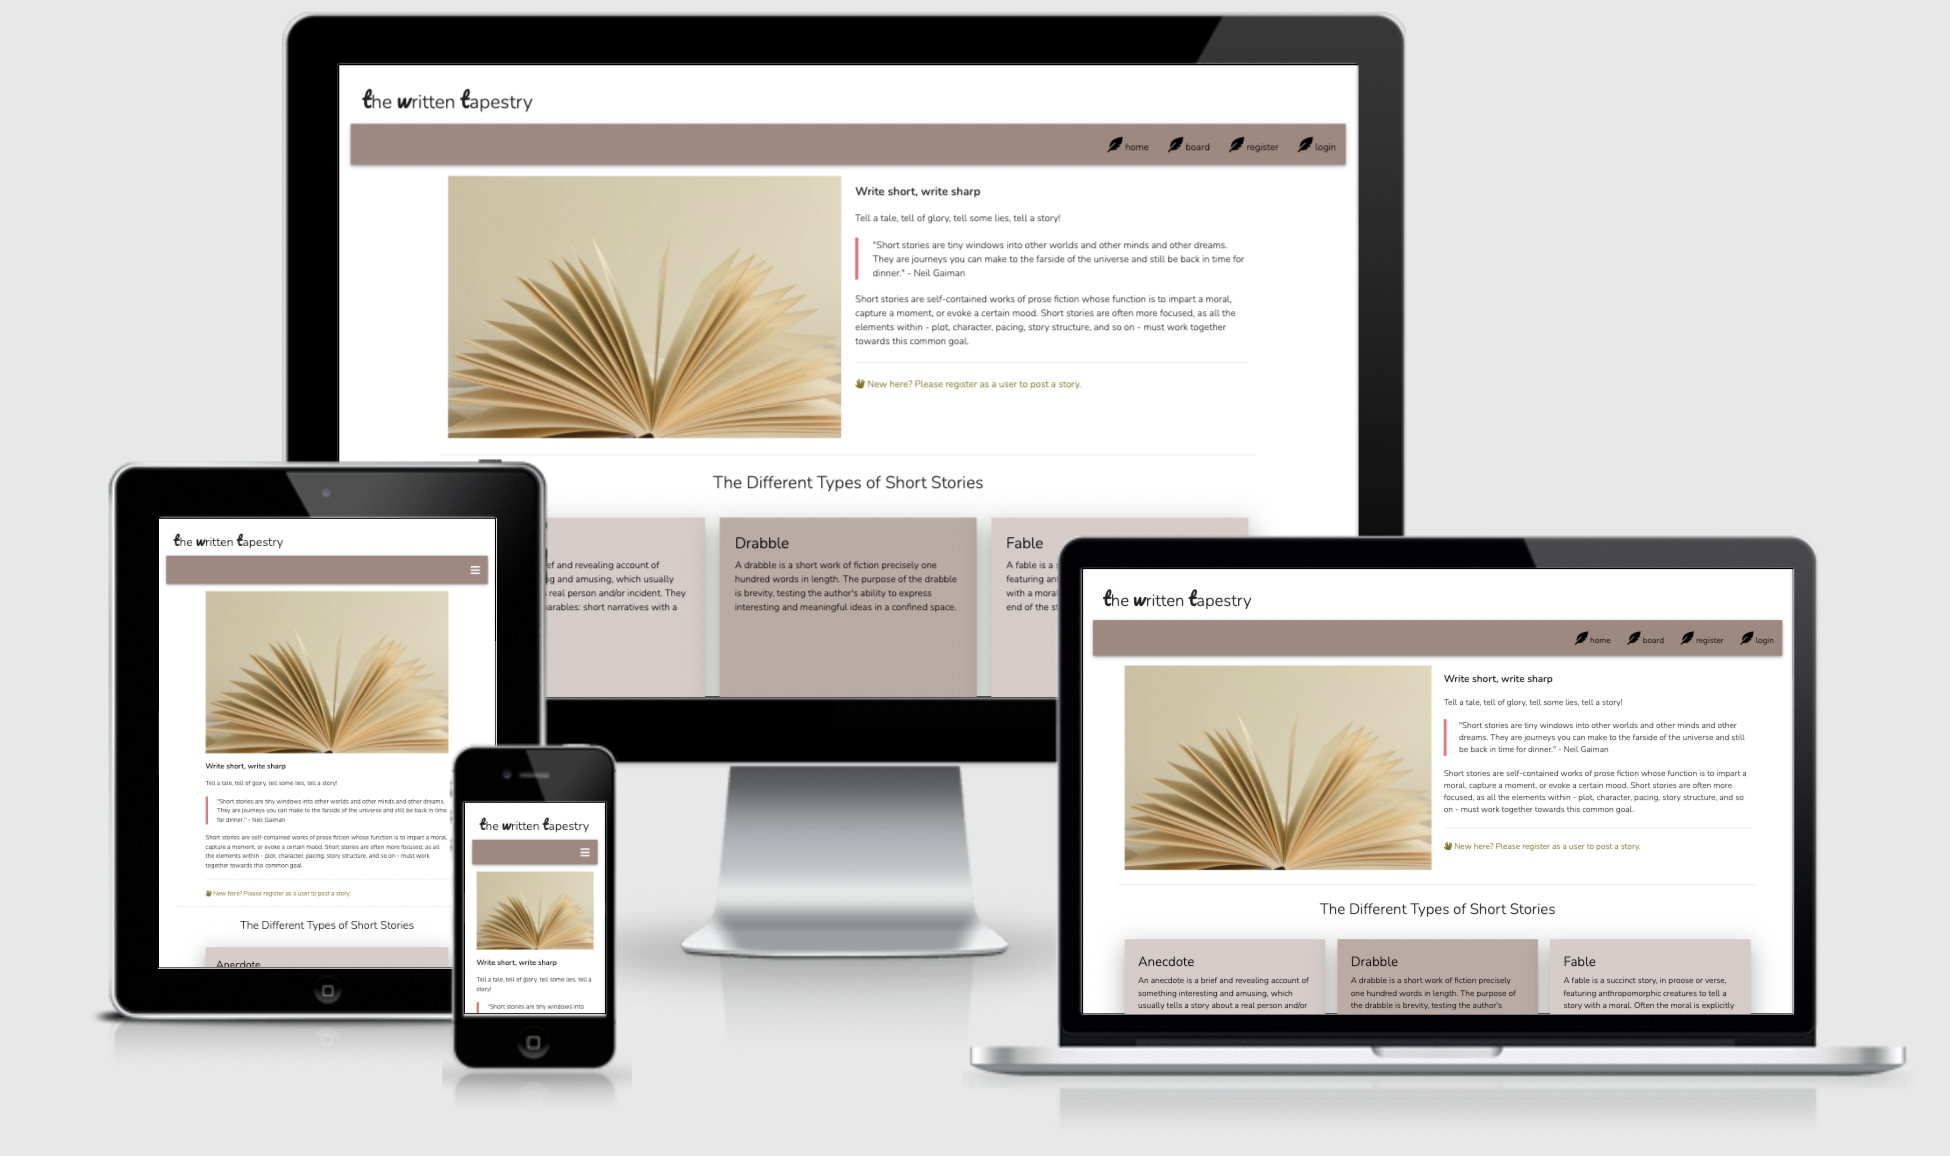 the written tapestry
home board register login
Write short, write sharp
Tell a tale, tell of glory, tell some lies, tell a story!
"Short stories are tiny windows into other worlds and other minds and other dreams.
They are journeys you can make to the farside of the universe and still be back in time for
dinner." - Neil Gaiman
Short stories are self-contained works of prose fiction whose function is to impart a moral,
capture a moment, or evoke a certain mood. Short stories are often more focused, as all the
elements within - plot, character, pacing, story structure, and so on - must work together
towards this common goal.
New here? Please register as a user to post a story.
The Different Types of Short Stories
ef and revealing account of
g and amusing, which usually
real person and/or incident. They
arables: short narratives with a
Drabble
A drabble is a short work of fiction precisely one
hundred words in length. The purpose of the drabble
is brevity, testing the author's ability to express
interesting and meaningful ideas in a confined space.
Fable
A fable is a s
featuring an
with a mora
end of the s
the written tapestry
Write short, write sharp
Tell a tale, tell of glory, tell some lies, tell a story!
"Short stories are tiny windows into other worlds and other minds and other dreams.
They are journeys you can make to the farside of the universe and still be back in time
for dinner." - Neil Gaiman
Short stories are self-contained works of prose fiction whose function is to impart a moral,
capture a moment, or evoke a certain mood. Short stories are often more focused, as all
the elements within - plot, character, pacing, story structure, and so on - must work
together towards this common goal.
New here? Please register as a user to post a story.
The Different Types of Short Stories
Anecdote
the written tapestry
Write short, write sharp
Tell a tale, tell of glory, tell some lies, tell a
story!
"Short stories are tiny windows into
the written tapestry
home board register login
Write short, write sharp
Tell a tale, tell of glory, tell some lies, tell a story!
"Short stories are tiny windows into other worlds and other minds and other
dreams. They are journeys you can make to the farside of the universe and still
be back in time for dinner." - Neil Gaiman
Short stories are self-contained works of prose fiction whose function is to impart a
moral, capture a moment, or evoke a certain mood. Short stories are often more
focused, as all the elements within - plot, character, pacing, story structure, and so
on - must work together towards this common goal.
New here? Please register as a user to post a story.
The Different Types of Short Stories
Anecdote
An anecdote is a brief and revealing account of
something interesting and amusing, which
usually tells a story about a real person and/or
Drabble
A drabble is a short work of fiction precisely
one hundred words in length. The purpose of
the drabble is brevity, testing the author's
Fable
A fable is a succinct story, in proose or verse,
featuring anthropomorphic creatures to tell a
story with a moral. Often the moral is explicitly